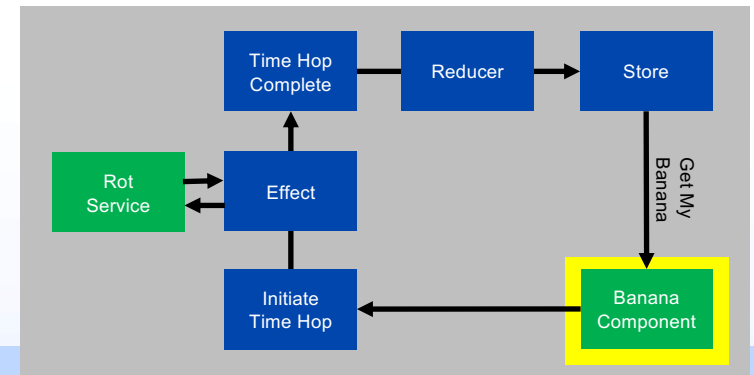 Time Hop
Complete
Reducer
Store
Rot
Service
Effect
Get My
Banana
Initiate
Time Hop
Banana
Component